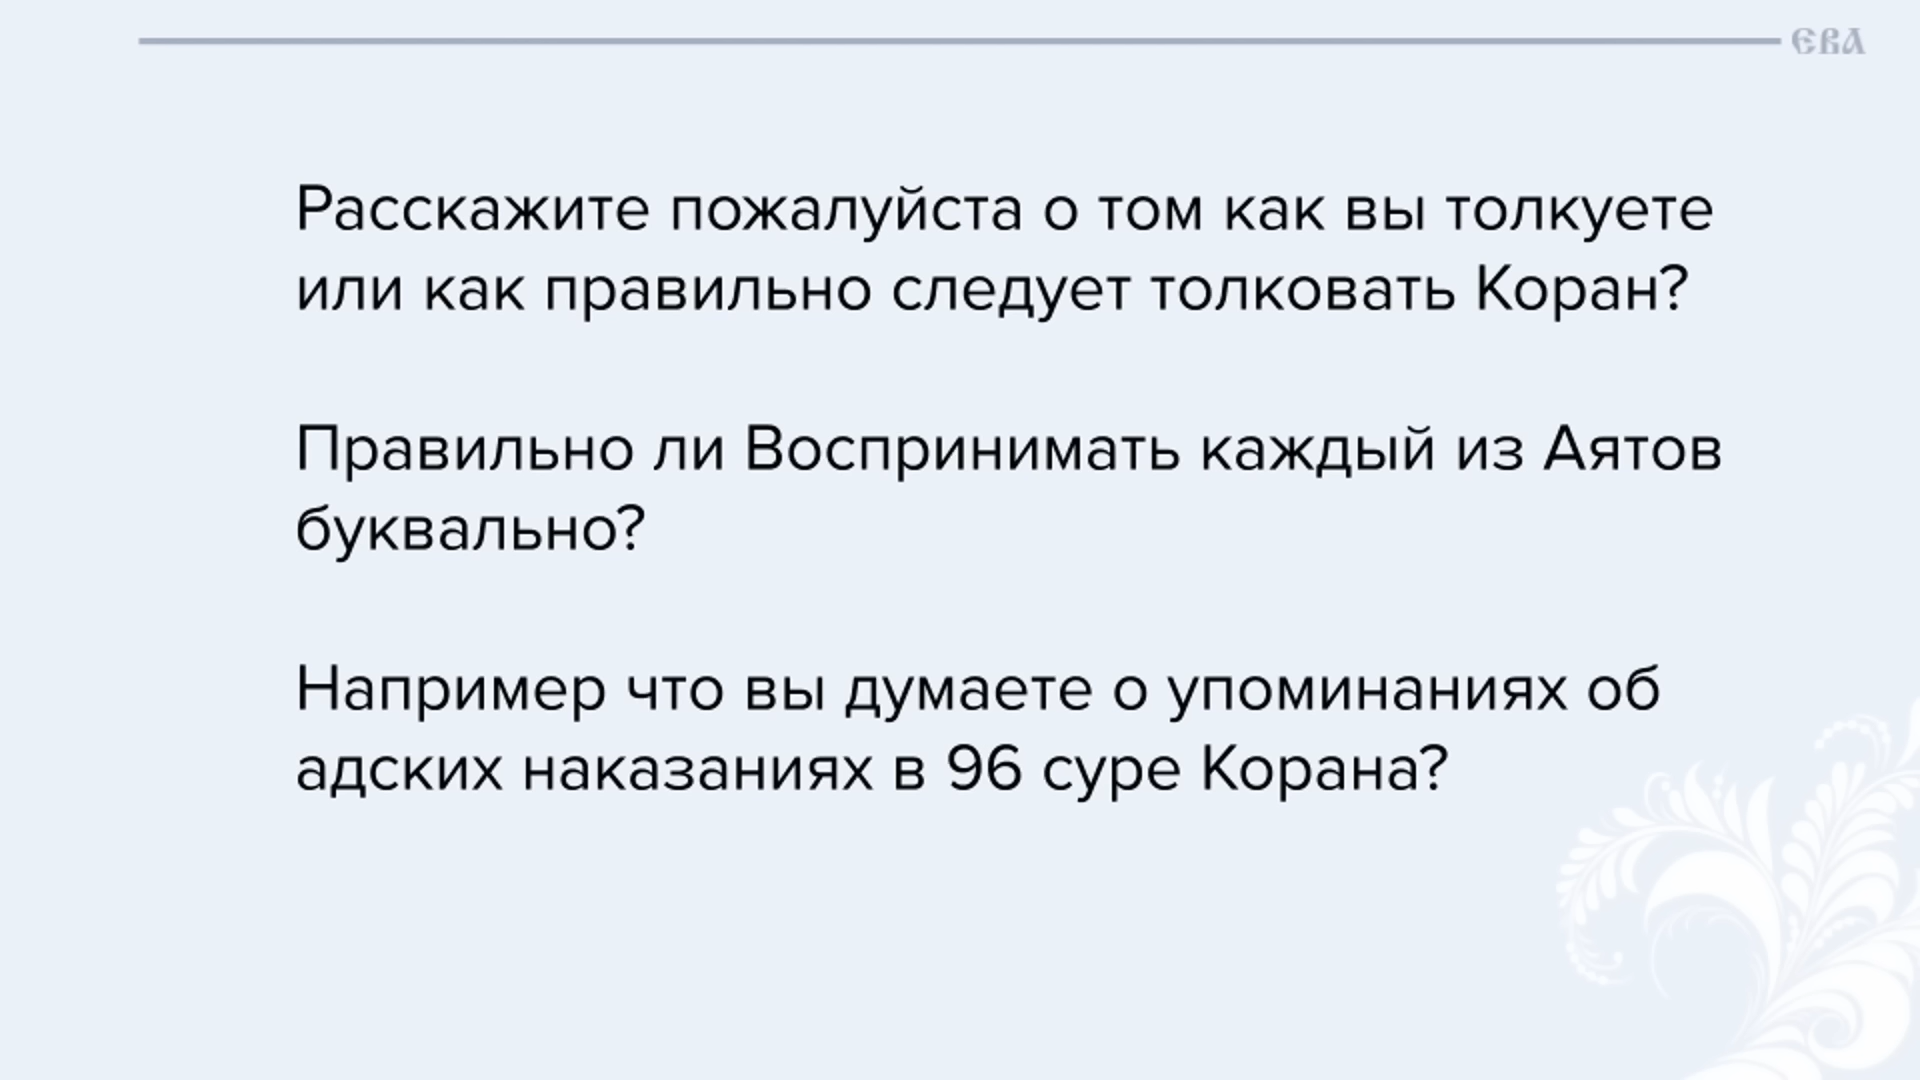 ЄВА
Расскажите пожалуйста о том как вы толкуете
или как правильно следует толковать Коран?
Правильно ли Воспринимать каждый из Аятов
буквально?
Например что вы думаете о упоминаниях об
адских наказаниях в 96 суре Корана?